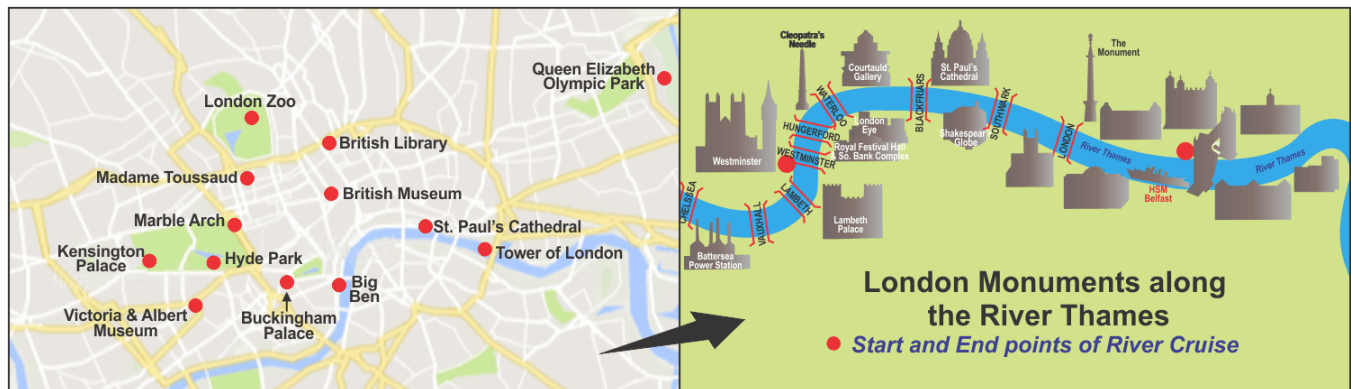 Queen Elizabeth
Olympic Park
London Zoo
British Library
Madame Toussaud
British Museum
Marble Arch
St. Paul's Cathedral
Kensington
Palace
Hyde Park
Tower of London
Big
Ben
Victoria & Albert
Museum
Buckingham
Palace
Cleopatra's
Needle
Courtauld
Gallery
St. Paul's
Cathedral
The
Monument
WATERLOO
BLACKFRIARS
SOUTHWARK
HUNGERFORD
London
Eye
Royal Festival Hall
& So. Bank Complex
Shakespear
Globe
LONDON
Westminster
WESTMINSTER
River Thames
River Thames
HSM
Belfast
CHELSSEA
VAUXHALL
LAMBETH
Lambeth
Palace
Battersea
Power Station
London Monuments along
the River Thames
Start and End points of River Cruise